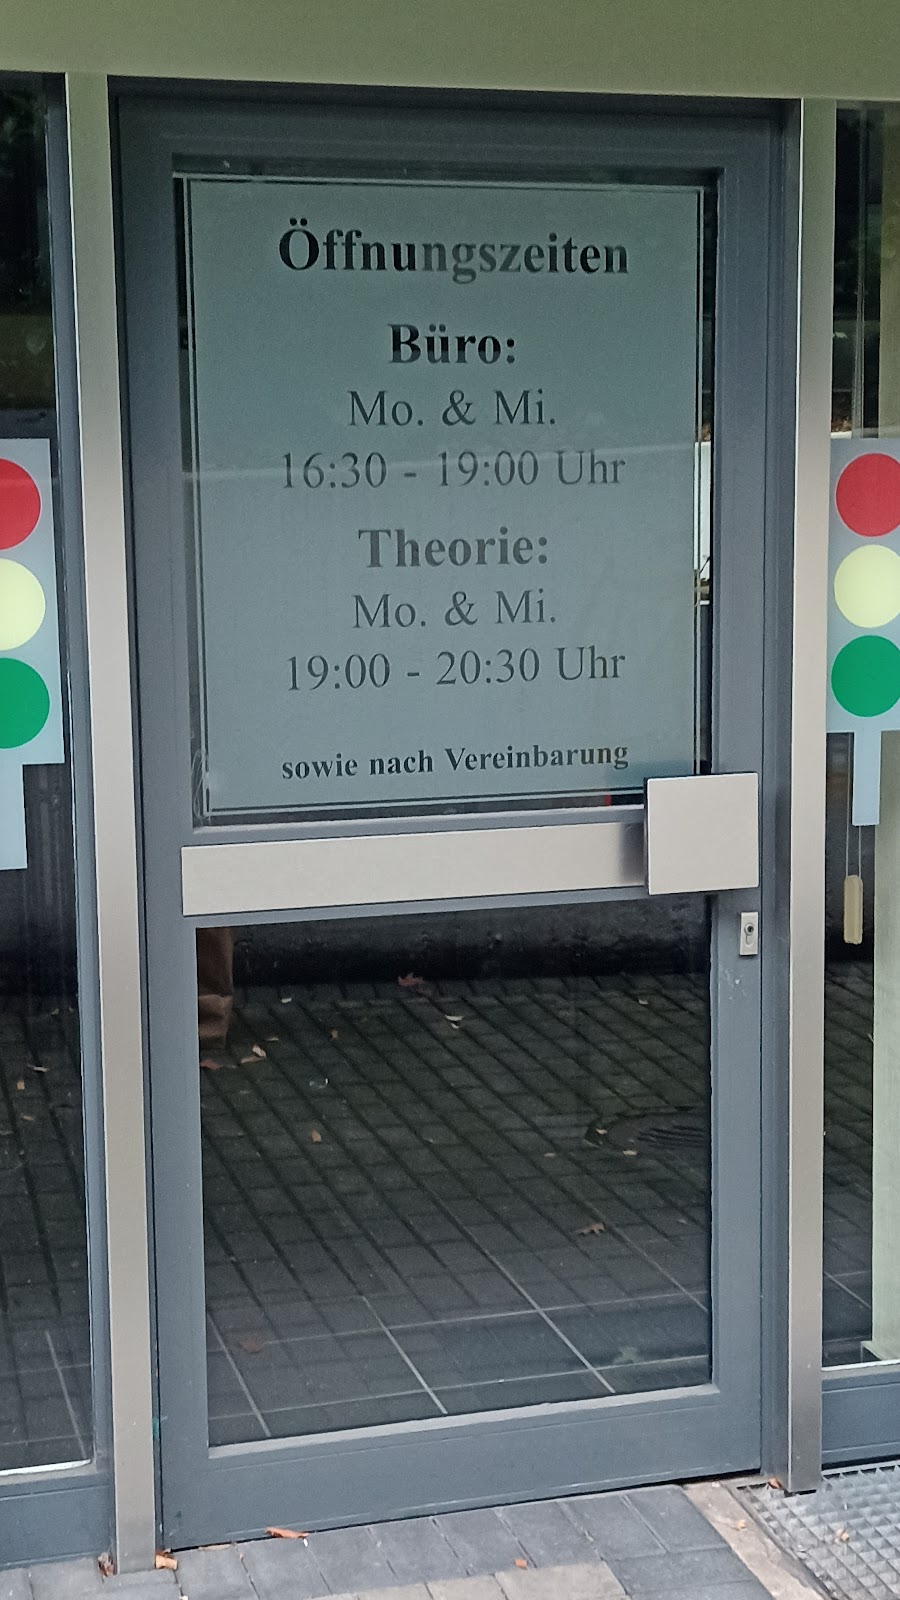 Öffnungszeiten
Büro:
Mo. & Mi.
16:30 - 19:00 Uhr
Theorie:
Mo. & Mi.
19:00 - 20:30 Uhr
sowie nach Vereinbarung